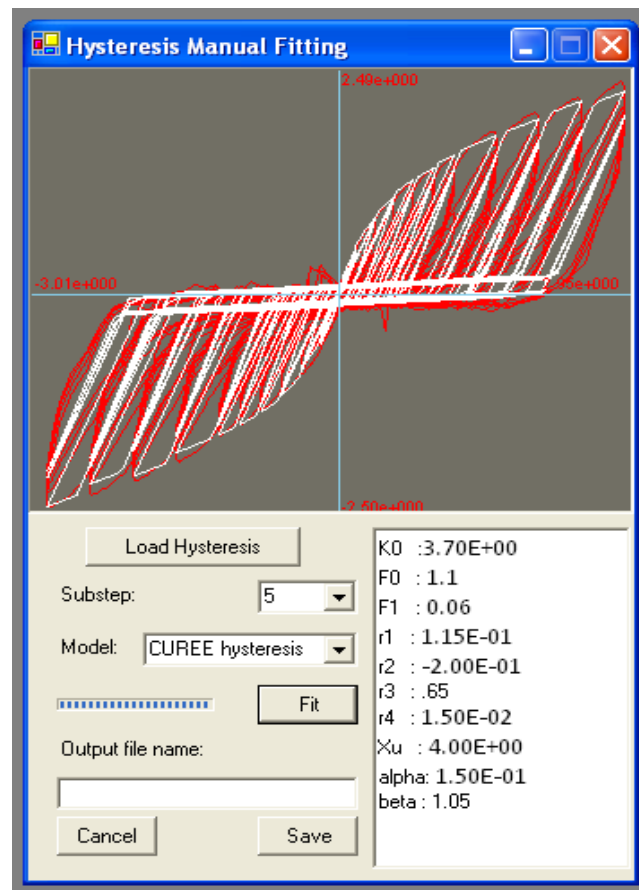 Hysteresis Manual Fitting
2.49e+000
-3.01e+000
.95e+000
-2.50e+000
Load Hysteresis
Substep:
5
Model:
CUREE hysteresis
Fit
Output file name:
Cancel
Save
K0 :3.70E+00
F0 : 1.1
F1 : 0.06
r1 : 1.15E-01
r2 : -2.00E-01
r3 : .65
r4 : 1.50E-02
Xu : 4.00E+00
alpha: 1.50E-01
beta : 1.05